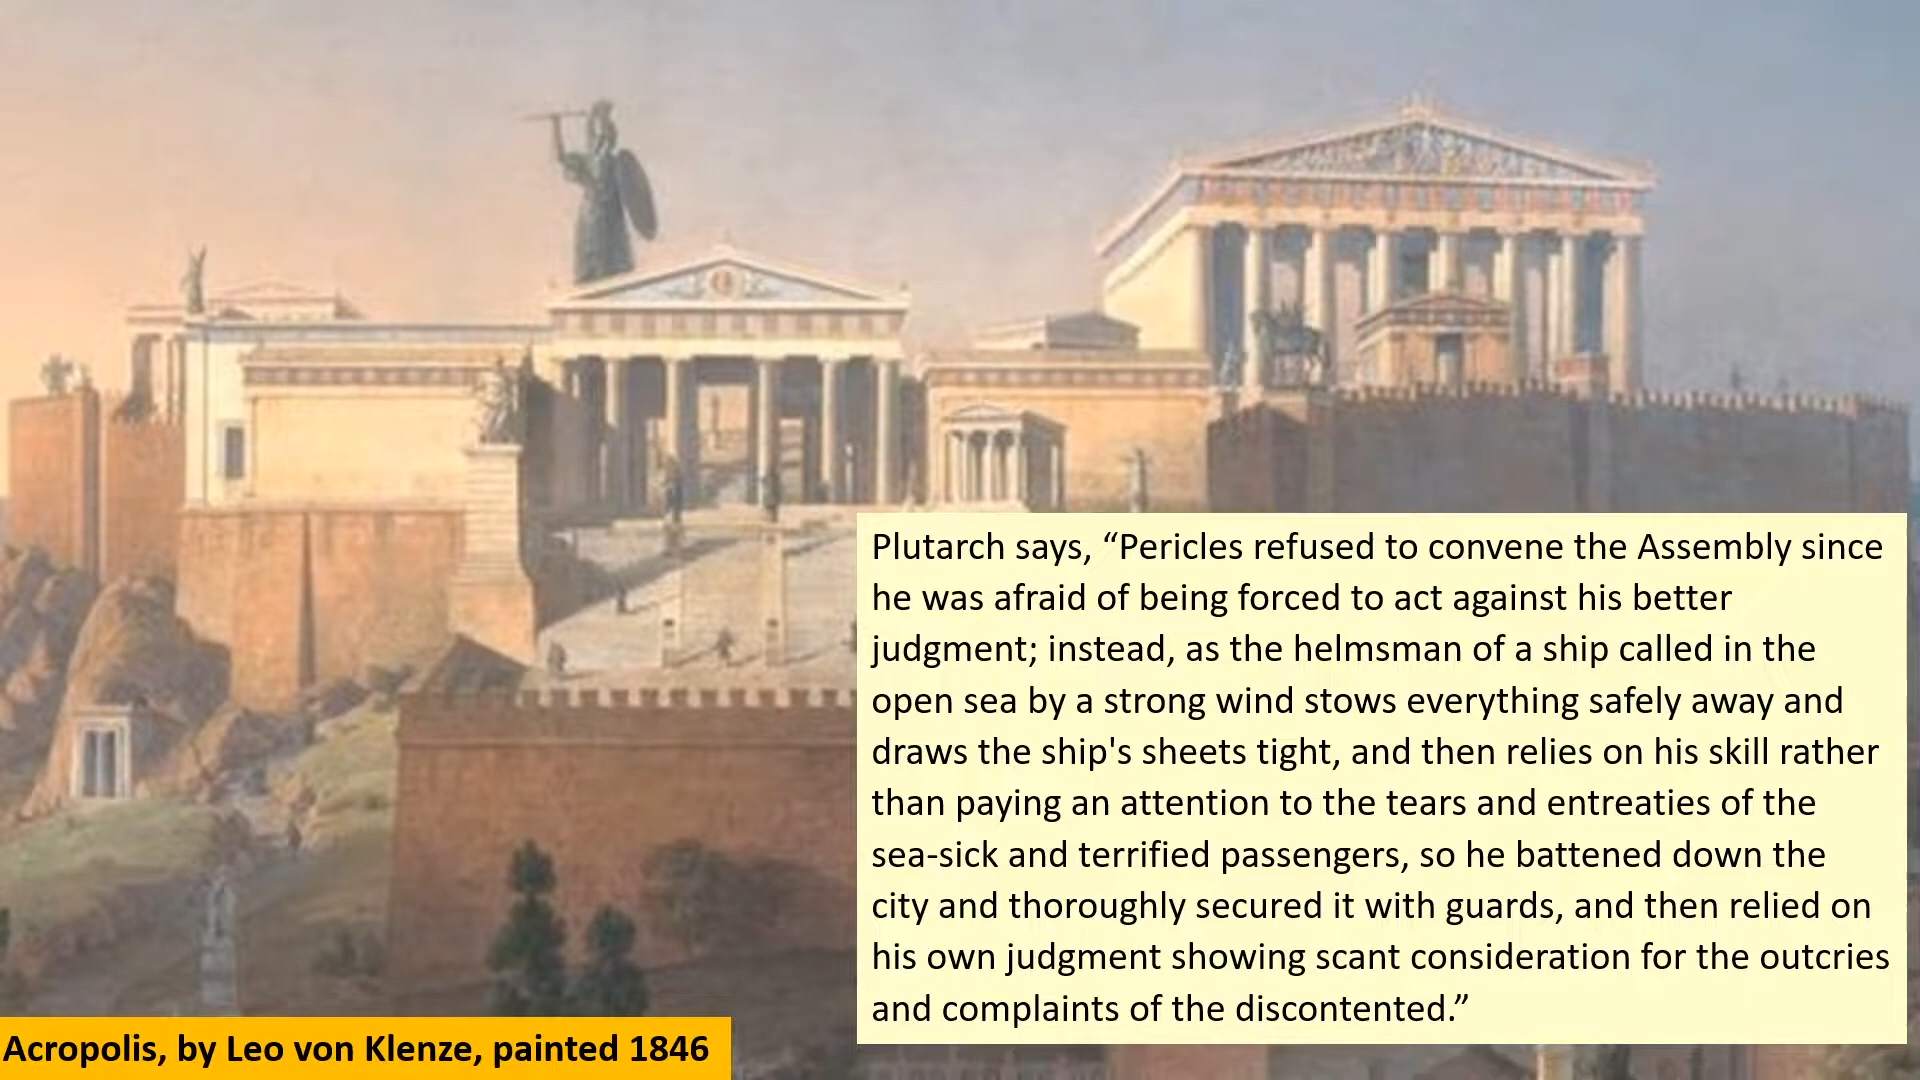 Plutarch says, “Pericles refused to convene the Assembly since
he was afraid of being forced to act against his better
judgment; instead, as the helmsman of a ship called in the
open sea by a strong wind stows everything safely away and
draws the ship's sheets tight, and then relies on his skill rather
than paying an attention to the tears and entreaties of the
sea-sick and terrified passengers, so he battened down the
city and thoroughly secured it with guards, and then relied on
his own judgment showing scant consideration for the outcries
and complaints of the discontented.”
Acropolis, by Leo von Klenze, painted 1846